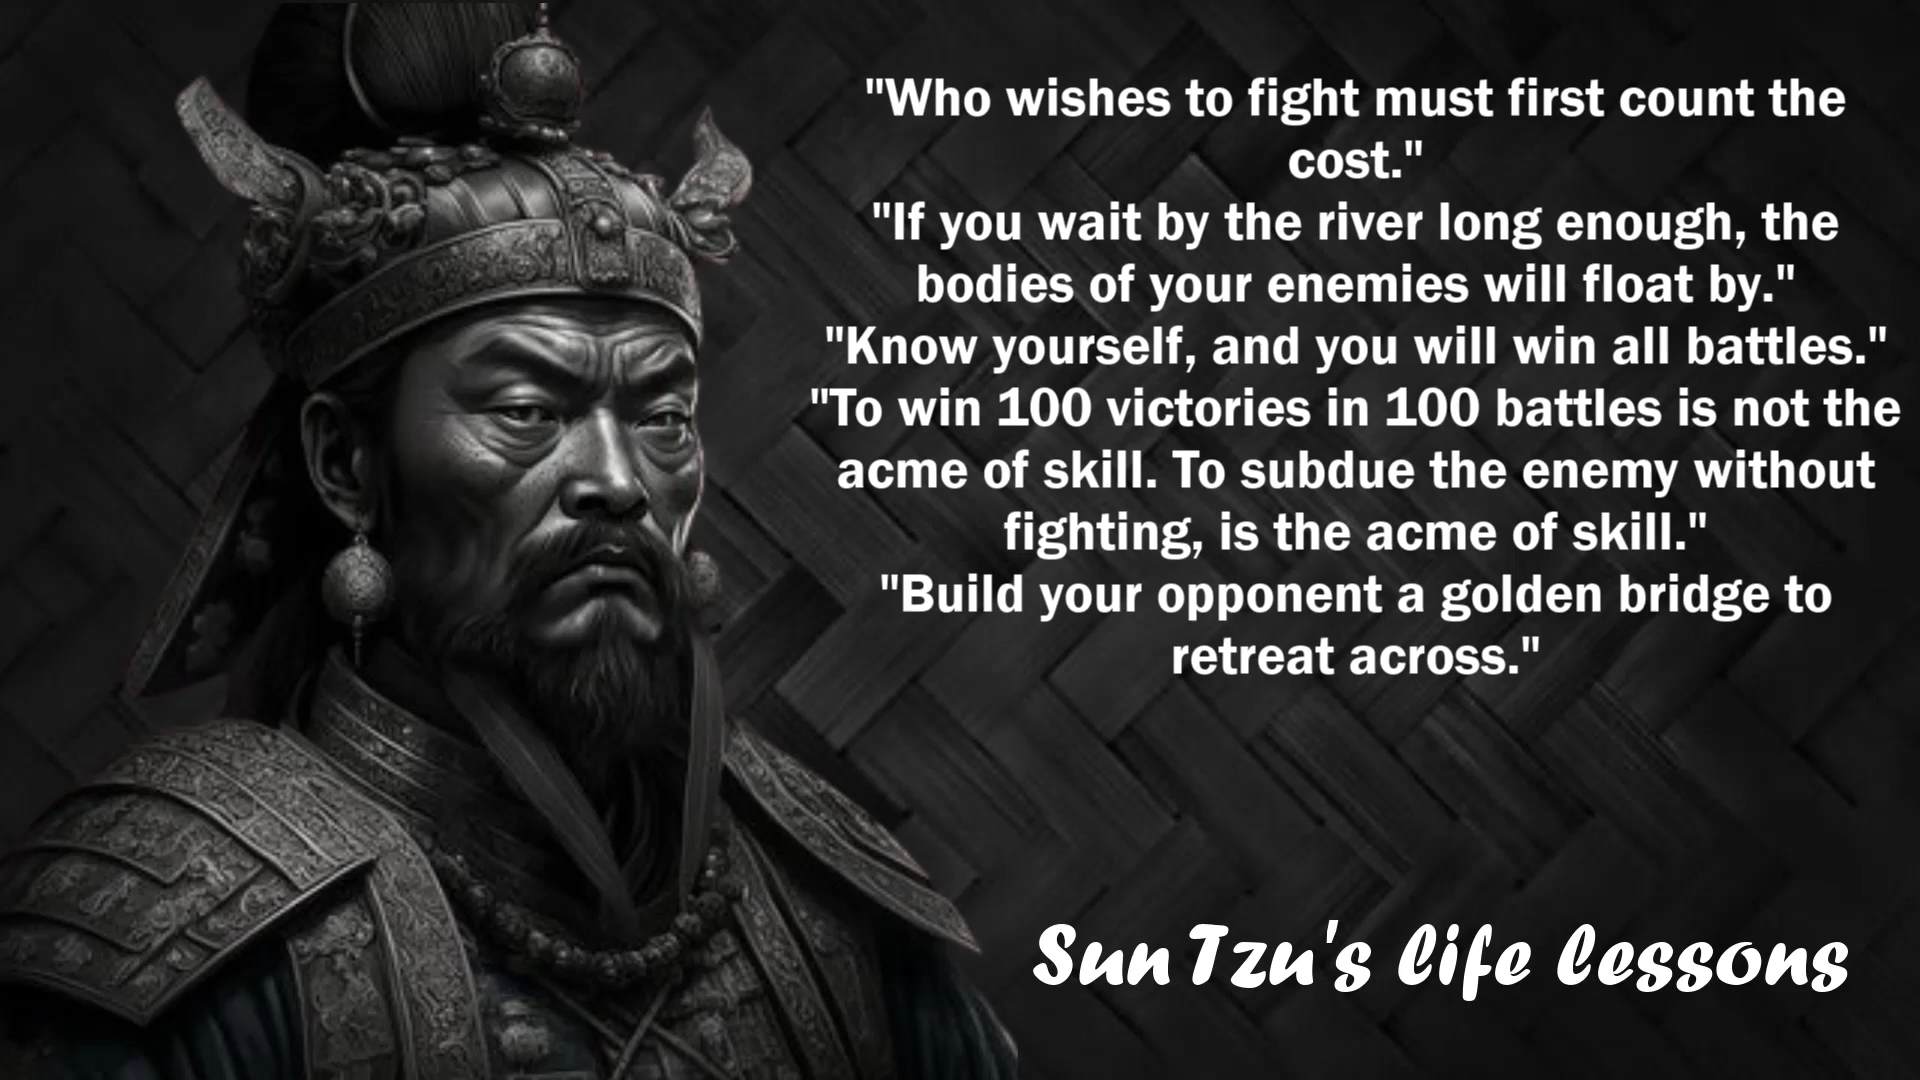 "Who wishes to fight must first count the
cost."
"If you wait by the river long enough, the
bodies of your enemies will float by."
"Know yourself, and you will win all battles."
"To win 100 victories in 100 battles is not the
acme of skill. To subdue the enemy without
fighting, is the acme of skill."
"Build your opponent a golden bridge to
retreat across."
Sun Tzu's life lessons